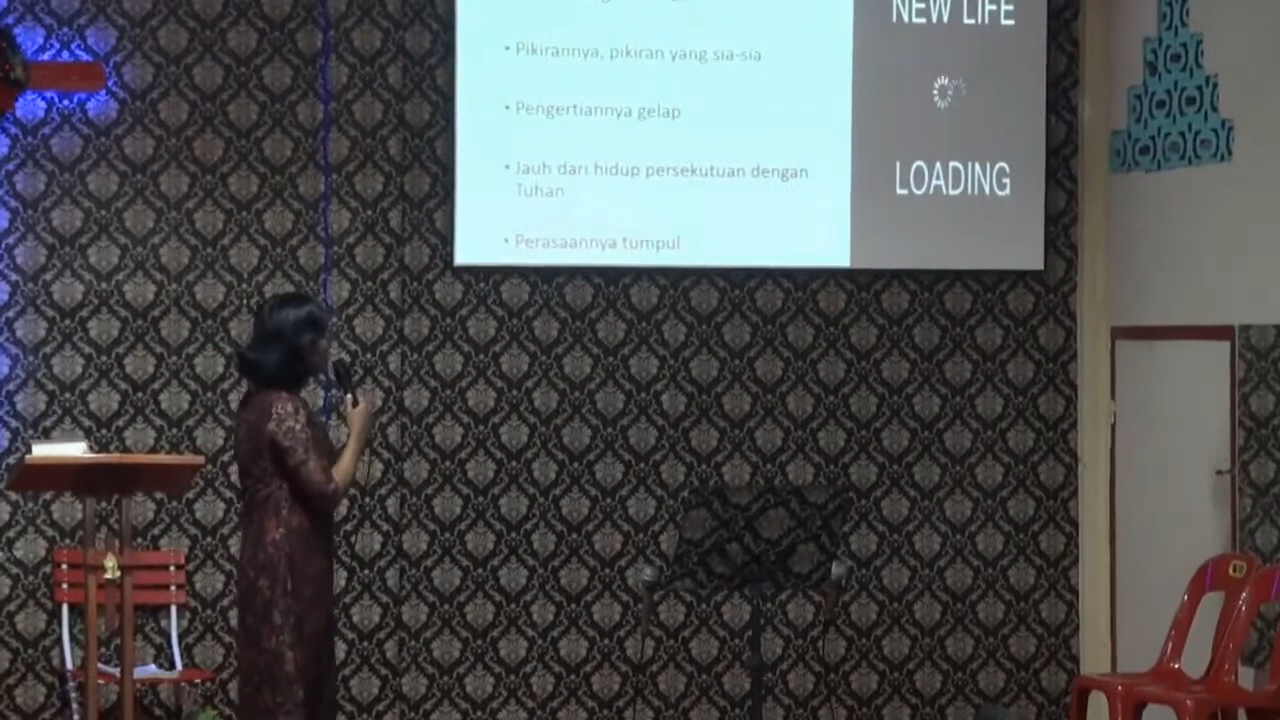 • Pikirannya, pikiran yang sia-sia
• Pengertiannya gelap
• Jauh dari hidup persekutuan dengan
Tuhan
• Perasaannya tumpul
NEW LIFE
LOADING